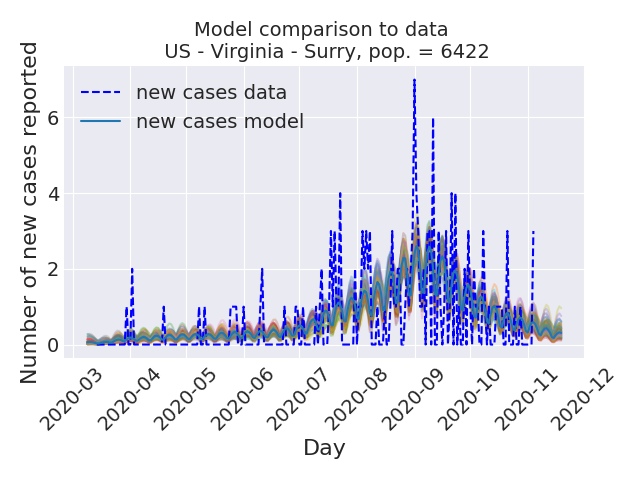 Model comparison to data
US - Virginia - Surry, pop. = 6422
Number of new cases reported
new cases data
new cases model
6
4
2
0
2020-03
2020-04
2020-05
2020-06
2020-07
2020-08
2020-09
2020-10
2020-11
2020-12
Day